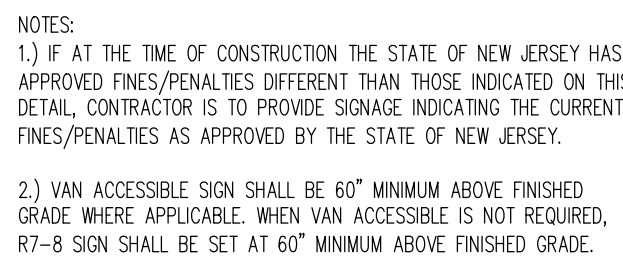 NOTES:
1.) IF AT THE TIME OF CONSTRUCTION THE STATE OF NEW JERSEY HAS
APPROVED FINES/PENALTIES DIFFERENT THAN THOSE INDICATED ON THIS
DETAIL, CONTRACTOR IS TO PROVIDE SIGNAGE INDICATING THE CURRENT
FINES/PENALTIES AS APPROVED BY THE STATE OF NEW JERSEY.
2.) VAN ACCESSIBLE SIGN SHALL BE 60" MINIMUM ABOVE FINISHED
GRADE WHERE APPLICABLE. WHEN VAN ACCESSIBLE IS NOT REQUIRED,
R7-8 SIGN SHALL BE SET AT 60" MINIMUM ABOVE FINISHED GRADE.